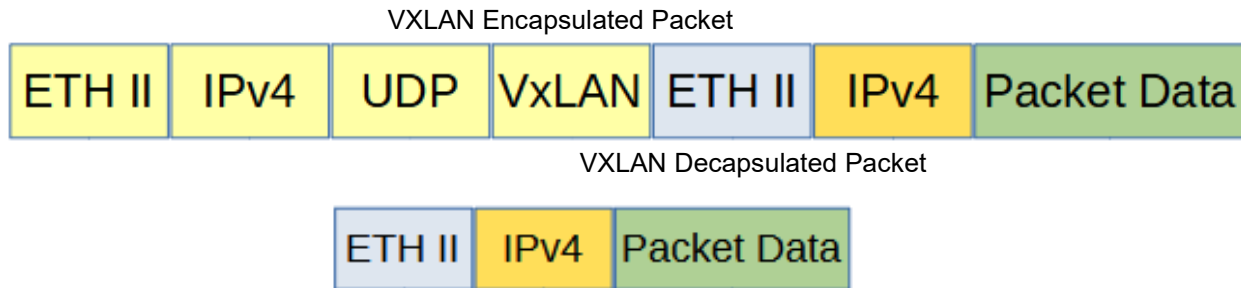 VXLAN Encapsulated Packet
ETH II IPv4 UDP VxLAN ETH II IPv4 Packet Data
VXLAN Decapsulated Packet
ETH II IPv4 Packet Data